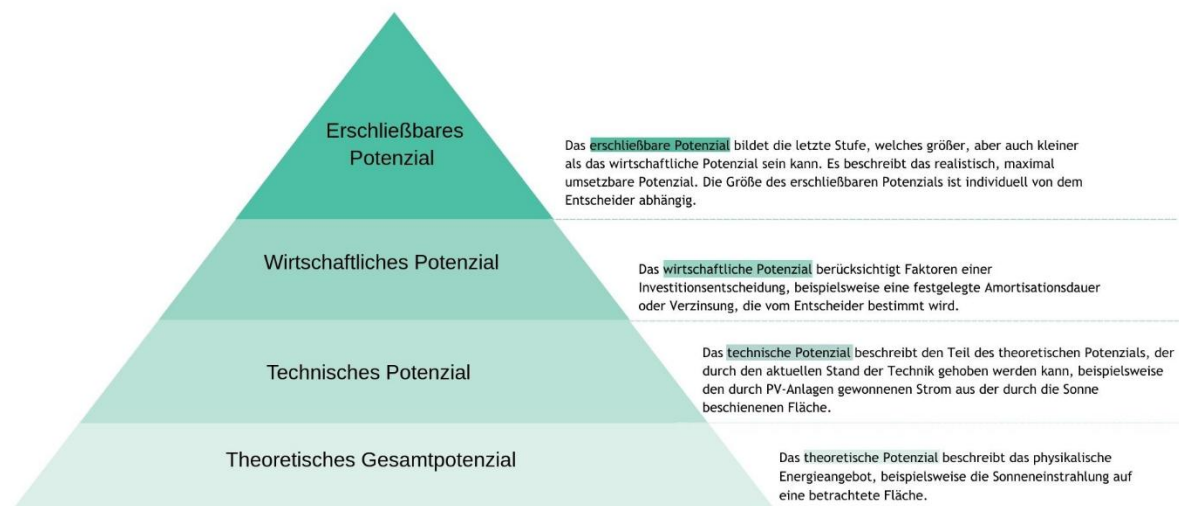 Erschließbares
Potenzial
Das erschließbare Potenzial bildet die letzte Stufe, welches größer, aber auch kleiner
als das wirtschaftliche Potenzial sein kann. Es beschreibt das realistisch, maximal
umsetzbare Potenzial. Die Größe des erschließbaren Potenzials ist individuell von dem
Entscheider abhängig.
Wirtschaftliches Potenzial
Das wirtschaftliche Potenzial berücksichtigt Faktoren einer
Investitionsentscheidung, beispielsweise eine festgelegte Amortisationsdauer
oder Verzinsung, die vom Entscheider bestimmt wird.
Technisches Potenzial
Das technische Potenzial beschreibt den Teil des theoretischen Potenzials, der
durch den aktuellen Stand der Technik gehoben werden kann, beispielsweise
den durch PV-Anlagen gewonnenen Strom aus der durch die Sonne
beschienenen Fläche.
Theoretisches Gesamtpotenzial
Das theoretische Potenzial beschreibt das physikalische
Energieangebot, beispielsweise die Sonneneinstrahlung auf
eine betrachtete Fläche.